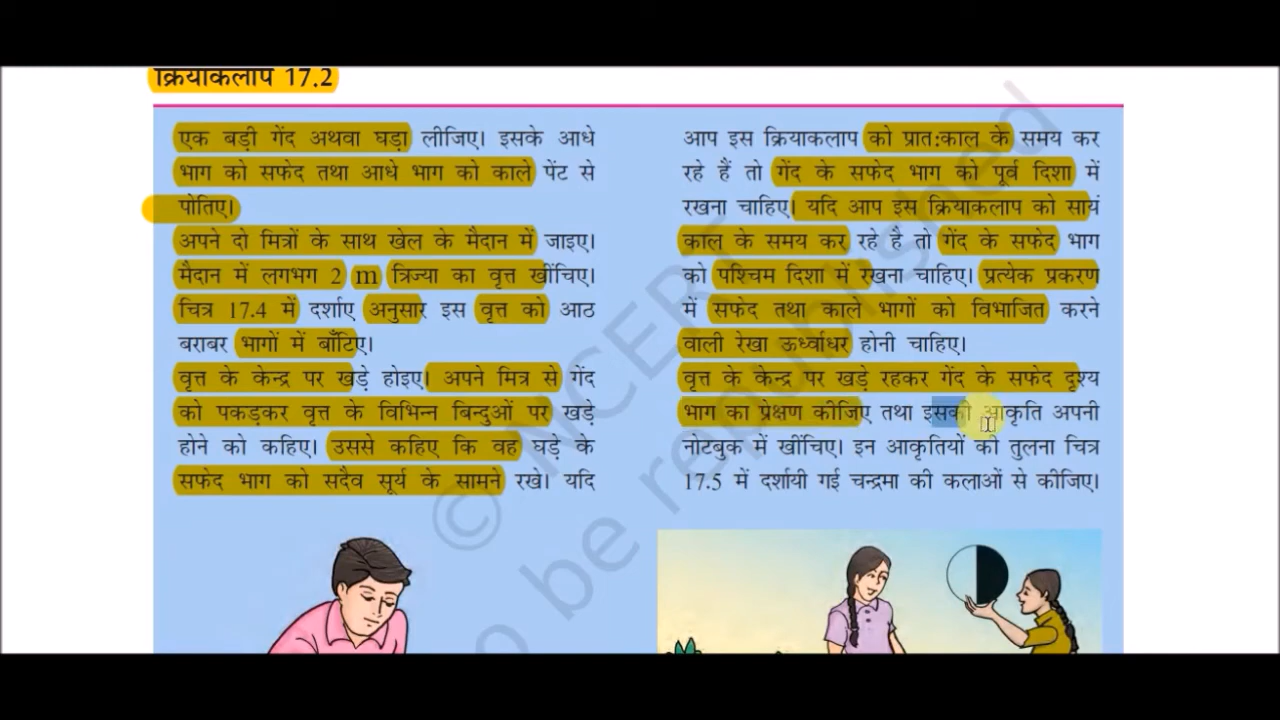 क्रियाकलाप 17.2
एक बड़ी गेंद अथवा घड़ा लीजिए। इसके आधे
भाग को सफेद तथा आधे भाग को काले पेंट से
पोतिए।
अपने दो मित्रों के साथ खेल के मैदान में जाइए।
मैदान में लगभग 2 m त्रिज्या का वृत्त खींचिए।
चित्र 17.4 में दर्शाए अनुसार इस वृत्त को आठ
बराबर भागों में बाँटिए।
वृत्त के केन्द्र पर खड़े होइए। अपने मित्र से गेंद
को पकड़कर वृत्त के विभिन्न बिन्दुओं पर खड़े
होने को कहिए। उससे कहिए कि वह घड़े के
सफेद भाग को सदैव सूर्य के सामने रखे। यदि
आप इस क्रियाकलाप को प्रात:काल के समय कर
रहे हैं तो गेंद के सफेद भाग को पूर्व दिशा में
रखना चाहिए। यदि आप इस क्रियाकलाप को सायं
काल के समय कर रहे है तो गेंद के सफेद भाग
को पश्चिम दिशा में रखना चाहिए। प्रत्येक प्रकरण
में सफेद तथा काले भागों को विभाजित करने
वाली रेखा ऊर्ध्वाधर होनी चाहिए।
वृत्त के केन्द्र पर खड़े रहकर गेंद के सफेद दृश्य
भाग का प्रेक्षण कीजिए तथा इसकी आकृति अपनी
नोटबुक में खींचिए। इन आकृतियों की तुलना चित्र
17.5 में दर्शायी गई चन्द्रमा की कलाओं से कीजिए।
© NCERT
to be republished